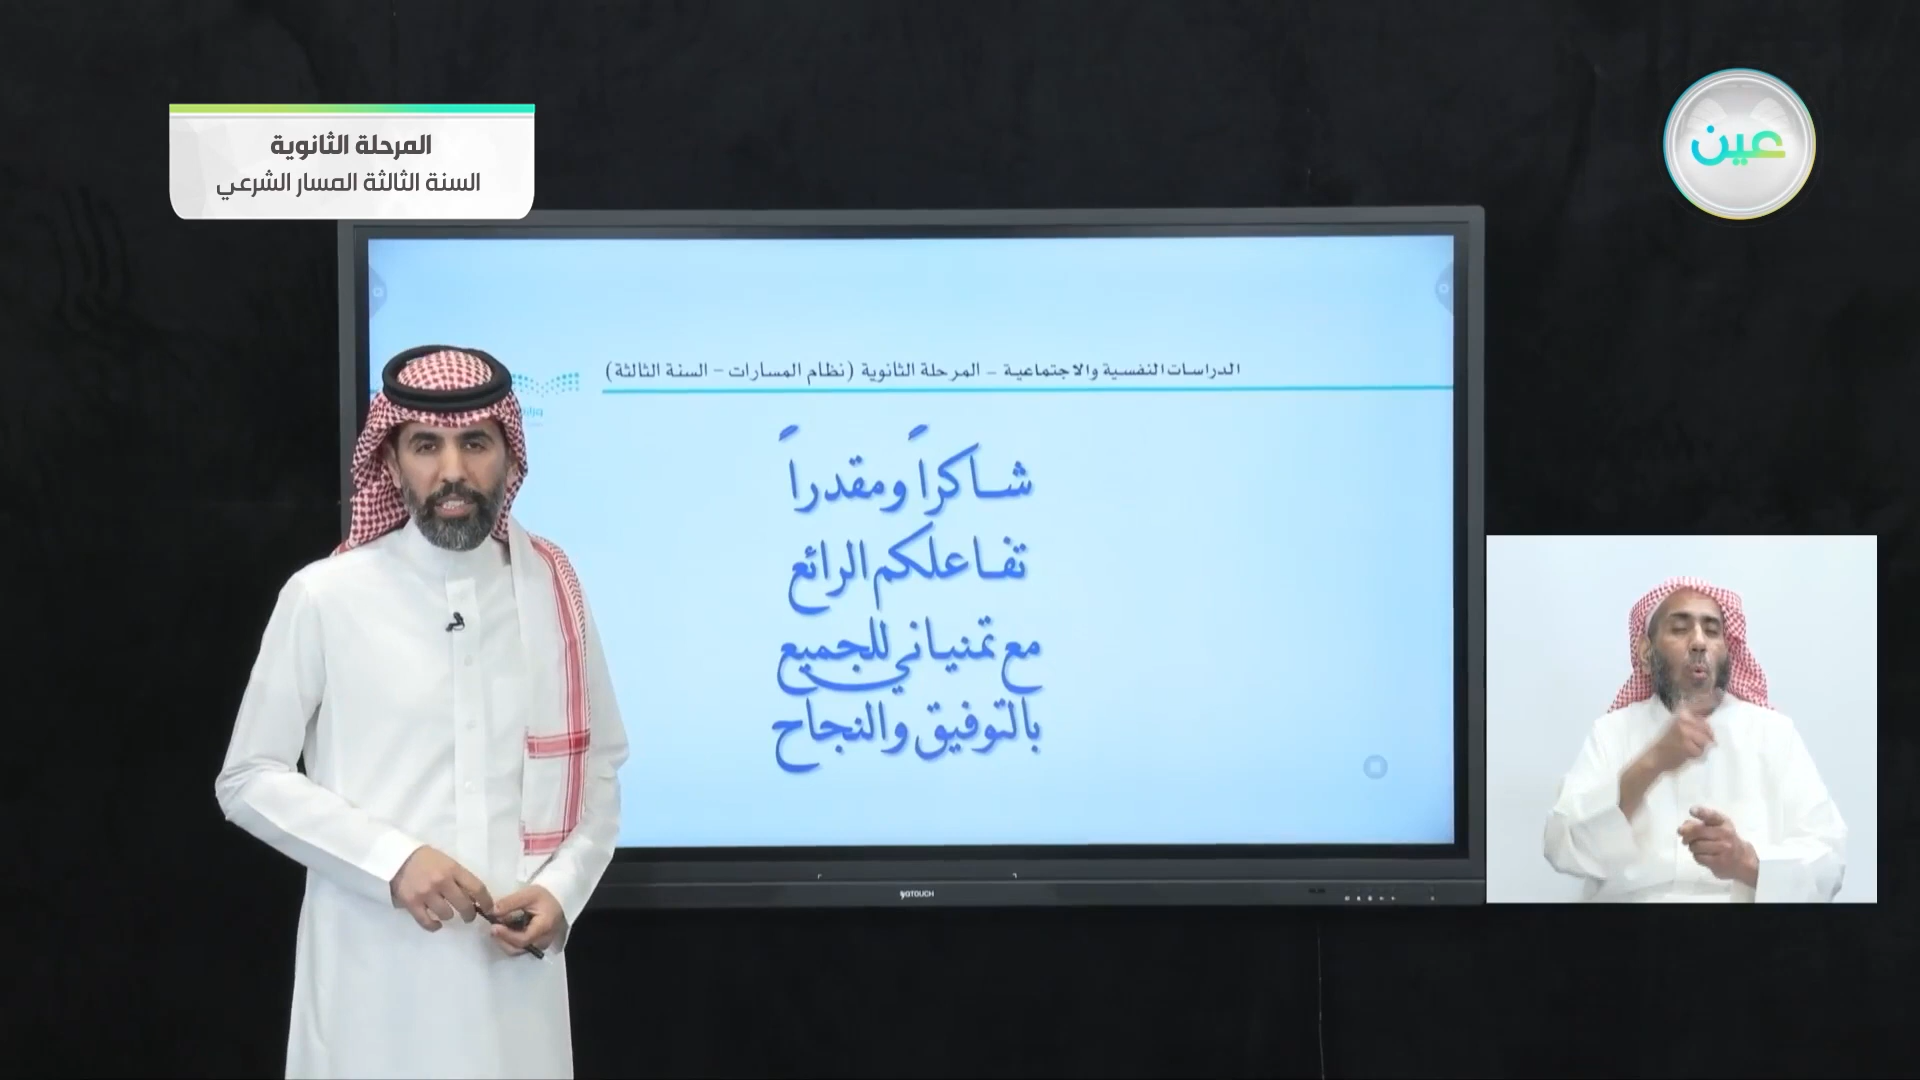 المرحلة الثانوية
السنة الثالثة المسار الشرعي
عين
الدراسات النفسية والاجتماعية - المرحلة الثانوية (نظام المسارات - السنة الثالثة)
شاكراً ومقدراً
تفاعلكم الرائع
مع تمنياتي للجميع
بالتوفيق والنجاح